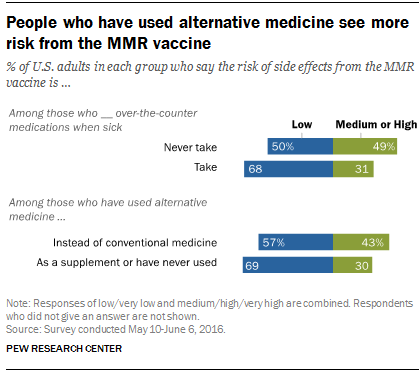 People who have used alternative medicine see more
risk from the MMR vaccine
% of U.S. adults in each group who say the risk of side effects from the MMR
vaccine is ...
Among those who __ over-the-counter
medications when sick
Low Medium or High
Never take 50% 49%
Take 68 31
Among those who have used alternative
medicine ...
Instead of conventional medicine 57% 43%
As a supplement or have never used 69 30
Note: Responses of low/very low and medium/high/very high are combined. Respondents
who did not give an answer are not shown.
Source: Survey conducted May 10-June 6, 2016.
PEW RESEARCH CENTER